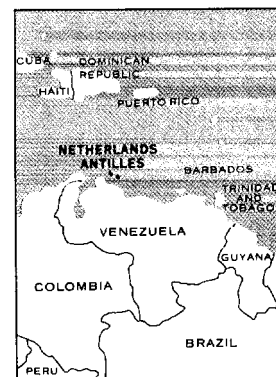 CUBA
DOMINICAN
REPUBLIC
HAITI
PUERTO RICO
NETHERLANDS
ANTILLES
BARBADOS
TRINIDAD
AND
TOBAGO
VENEZUELA
GUYANA
COLOMBIA
BRAZIL
PERU